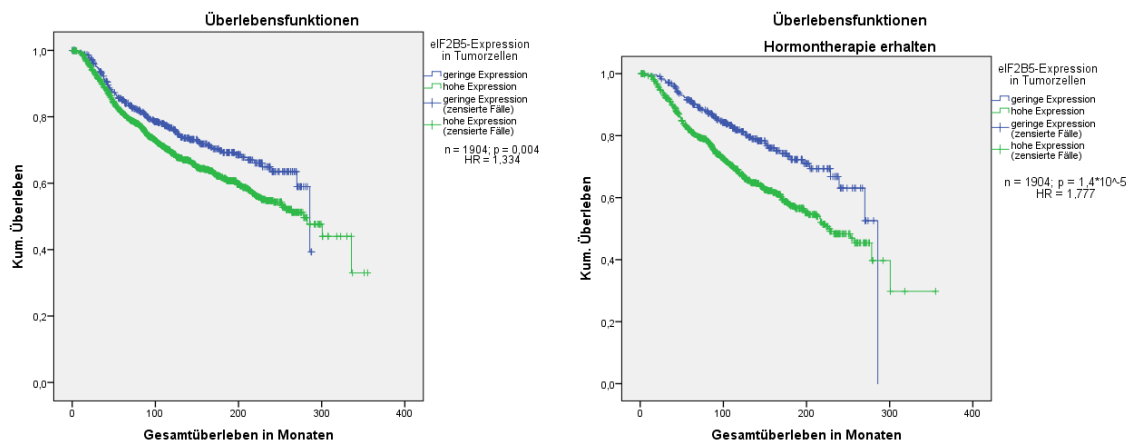 Überlebensfunktionen
1,0
0,8
0,6
0,4
0,2
0,0
Kum. Überleben
0
100
200
300
400
Gesamtüberleben in Monaten
eIF2B5-Expression
in Tumorzellen
geringe Expression
hohe Expression
geringe Expression
(zensierte Fälle)
hohe Expression
(zensierte Fälle)
n = 1904; p = 0,004
HR = 1,334
Überlebensfunktionen
Hormontherapie erhalten
1,0
0,8
0,6
0,4
0,2
0,0
Kum. Überleben
0
100
200
300
400
Gesamtüberleben in Monaten
eIF2B5-Expression
in Tumorzellen
geringe Expression
hohe Expression
geringe Expression
(zensierte Fälle)
hohe Expression
(zensierte Fälle)
n = 1904; p = 1,4*10^-5
HR = 1,777